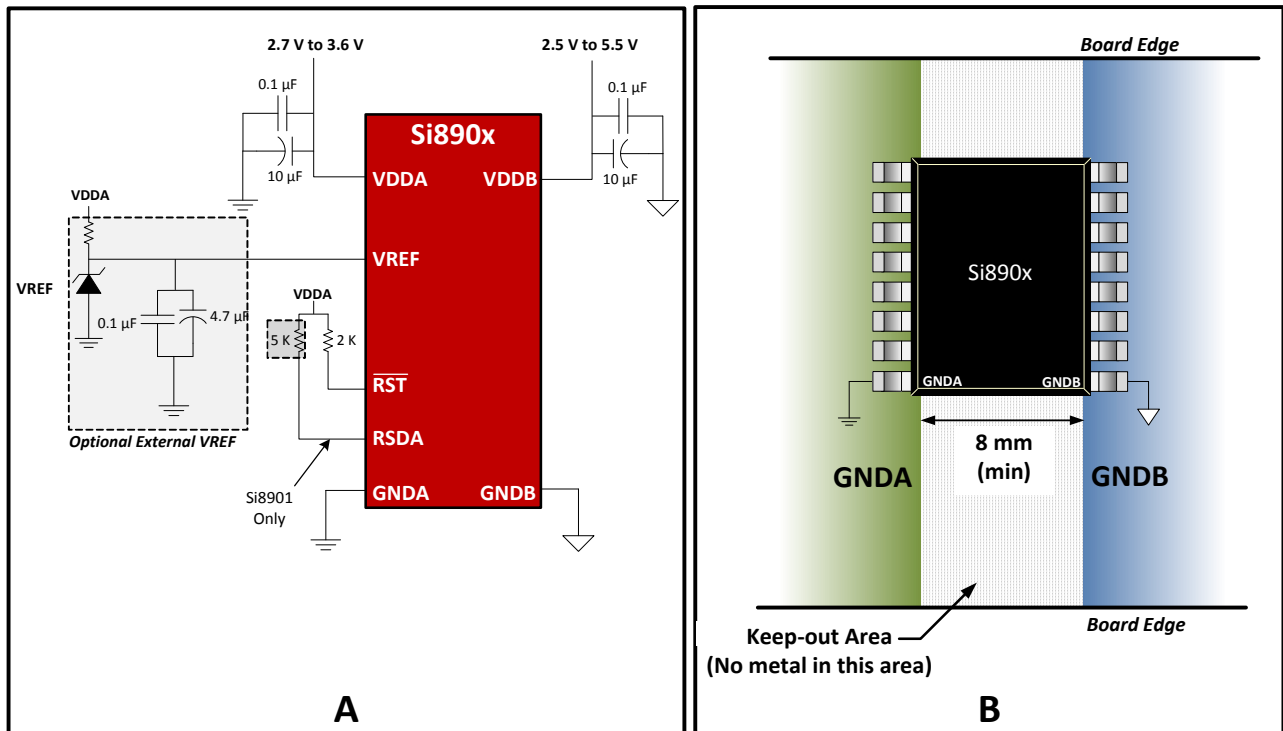 2.7 V to 3.6 V
2.5 V to 5.5 V
0.1 µF
10 µF
0.1 µF
10 µF
Si890x
VDDA
VDDB
VDDA
VREF
VREF
0.1 µF
4.7 µF
Optional External VREF
VDDA
5 K
2 K
RST
RSDA
Si8901
Only
GNDA
GNDB
A
Board Edge
Si890x
GNDA
GNDB
8 mm
(min)
GNDA
GNDB
Board Edge
Keep-out Area
(No metal in this area)
B